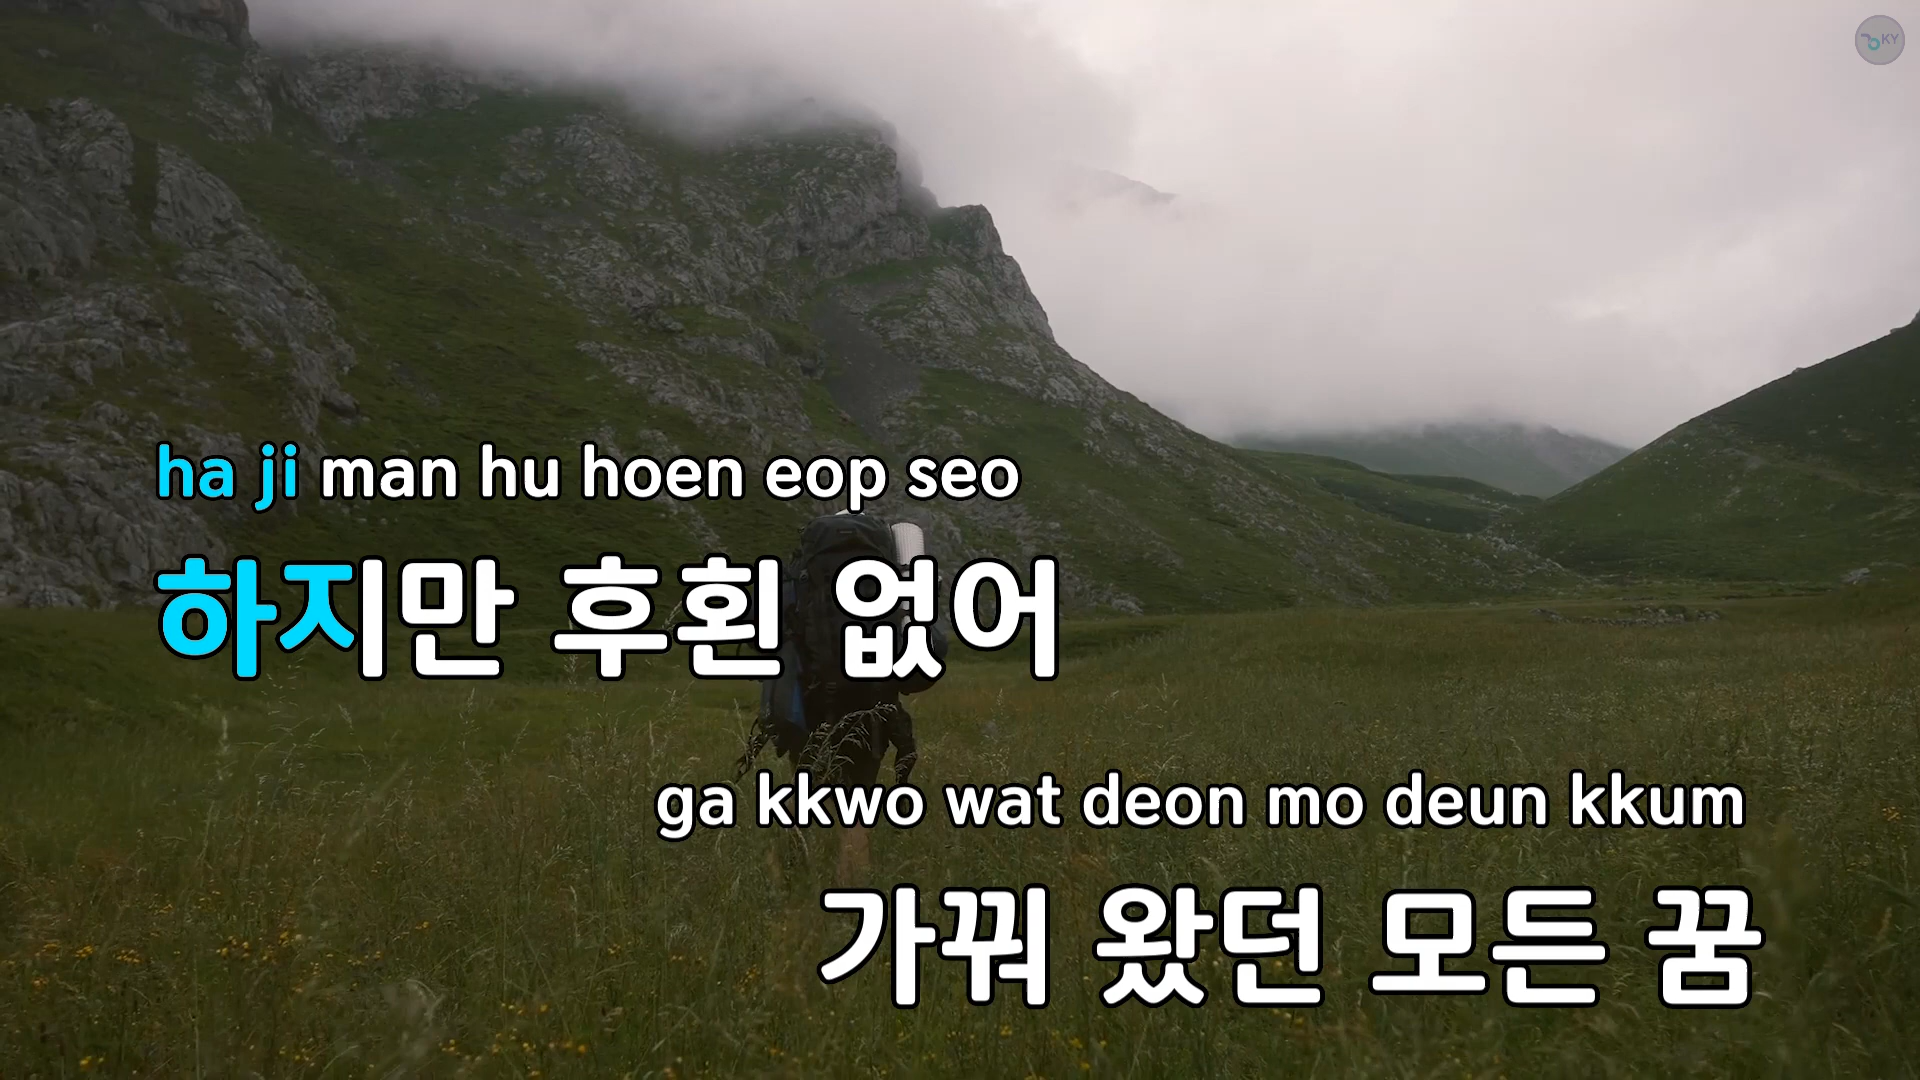 KY
ha ji man hu hoen eop seo
하지만 후횐 없어
ga kkwo wat deon mo deun kkum
가꿔 왔던 모든 꿈